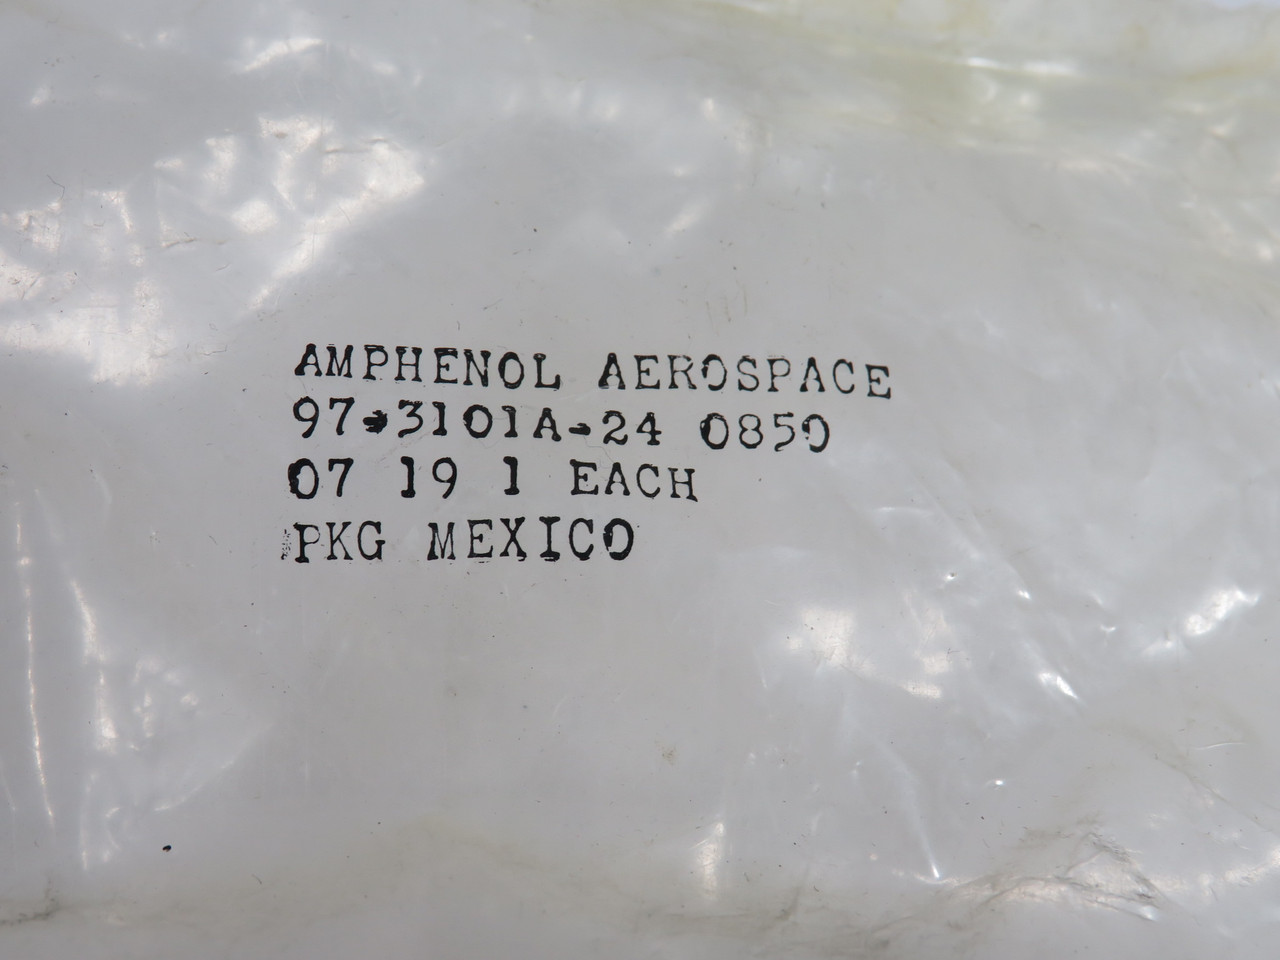 AMPHENOL AEROSPACE
97-3101A-24 0850
07 19 1 EACH
PKG MEXICO